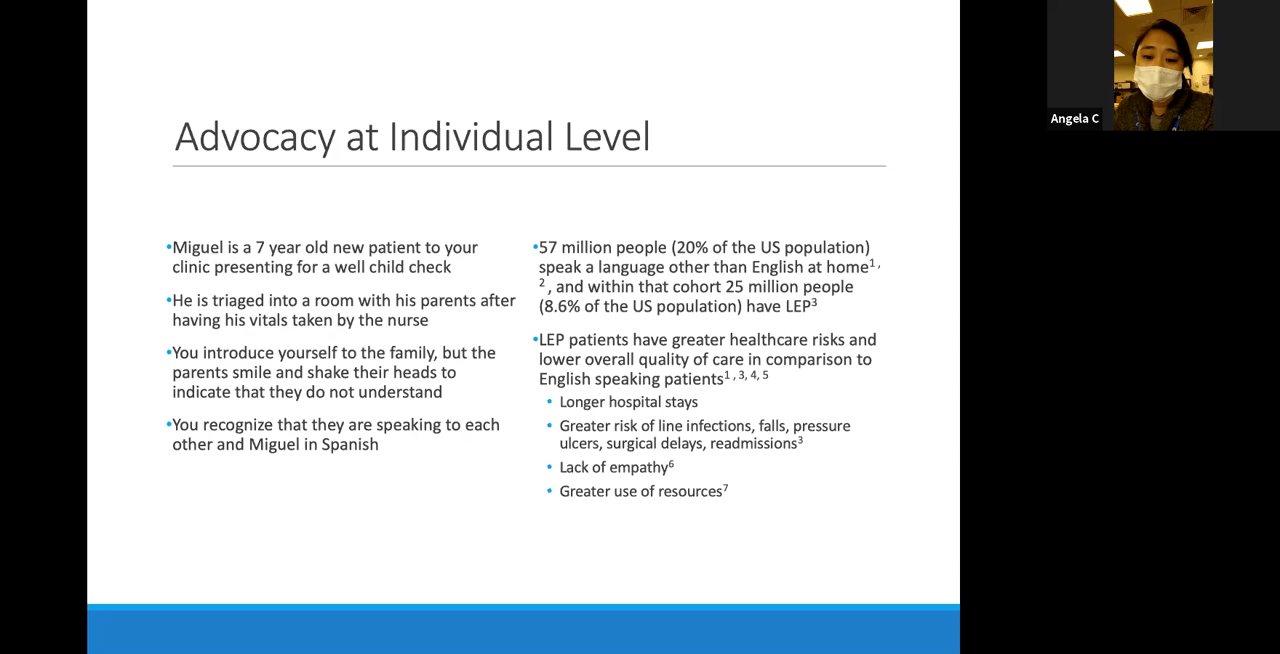 Advocacy at Individual Level
•Miguel is a 7 year old new patient to your
clinic presenting for a well child check
•He is triaged into a room with his parents after
having his vitals taken by the nurse
•You introduce yourself to the family, but the
parents smile and shake their heads to
indicate that they do not understand
•You recognize that they are speaking to each
other and Miguel in Spanish
•57 million people (20% of the US population)
speak a language other than English at home1 ,
2 , and within that cohort 25 million people
(8.6% of the US population) have LEP3
•LEP patients have greater healthcare risks and
lower overall quality of care in comparison to
English speaking patients1 , 3, 4, 5
• Longer hospital stays
• Greater risk of line infections, falls, pressure
ulcers, surgical delays, readmissions3
• Lack of empathy6
• Greater use of resources7
Angela C